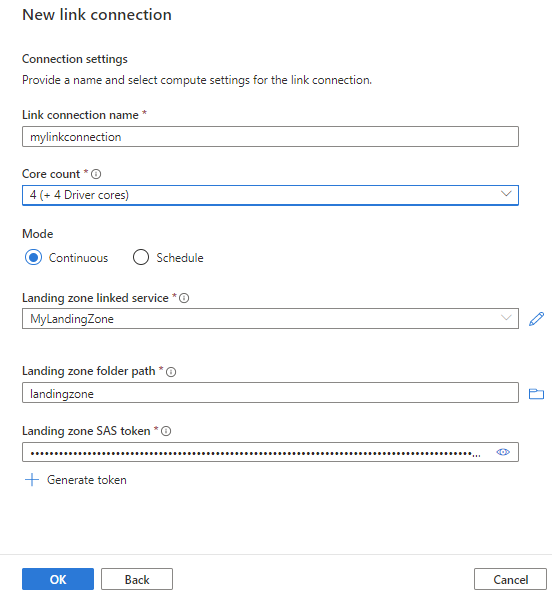 New link connection
Connection settings
Provide a name and select compute settings for the link connection.
Link connection name *
mylinkconnection
Core count *
4 (+ 4 Driver cores)
Mode
Continuous
Schedule
Landing zone linked service *
MyLandingZone
Landing zone folder path *
landingzone
Landing zone SAS token *
Generate token
OK
Back
Cancel